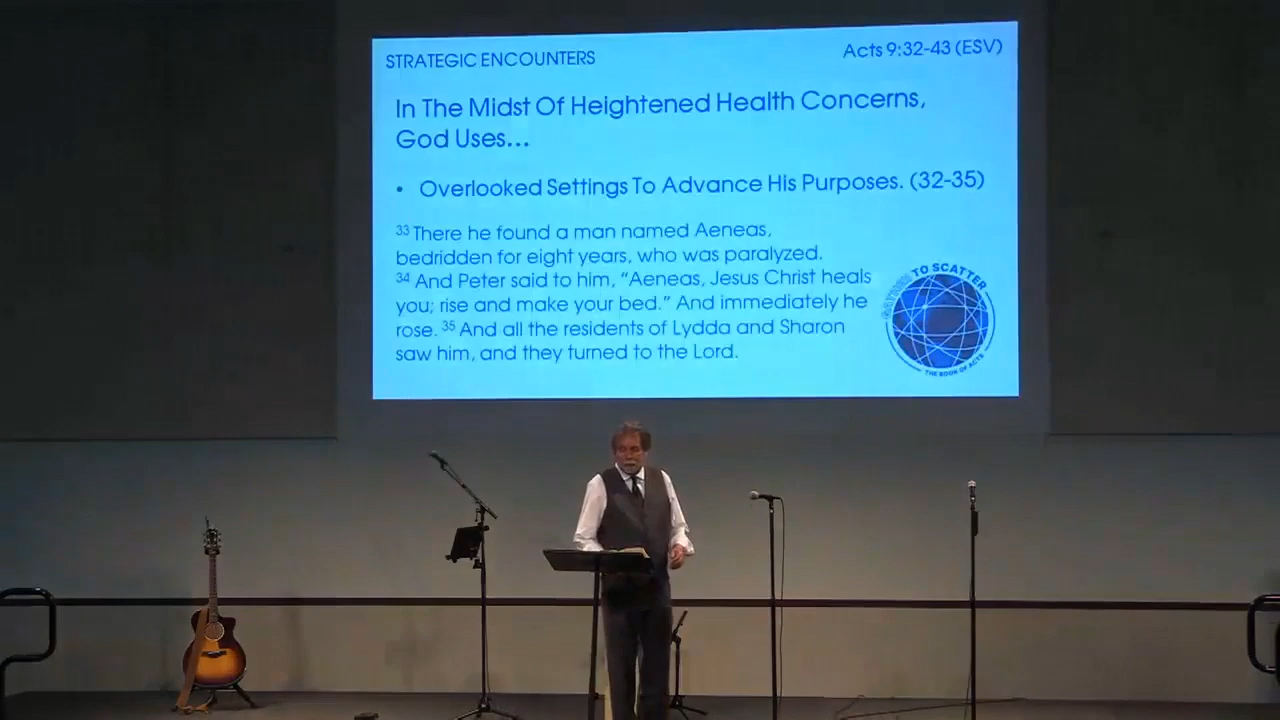 STRATEGIC ENCOUNTERS
Acts 9:32-43 (ESV)
In The Midst Of Heightened Health Concerns,
God Uses...
• Overlooked Settings To Advance His Purposes. (32-35)
33 There he found a man named Aeneas,
bedridden for eight years, who was paralyzed.
34 And Peter said to him, “Aeneas, Jesus Christ heals
you; rise and make your bed.” And immediately he
rose. 35 And all the residents of Lydda and Sharon
saw him, and they turned to the Lord.
TO SCATTER
THE BOOK OF ACTS